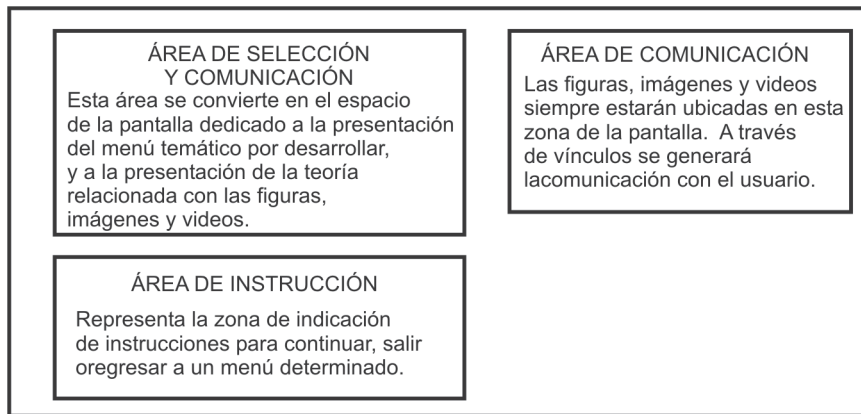 ÁREA DE SELECCIÓN
Y COMUNICACIÓN
Esta área se convierte en el espacio
de la pantalla dedicado a la presentación
del menú temático por desarrollar,
y a la presentación de la teoría
relacionada con las figuras,
imágenes y videos.
ÁREA DE COMUNICACIÓN
Las figuras, imágenes y videos
siempre estarán ubicadas en esta
zona de la pantalla. A través
de vínculos se generará
lacomunicación con el usuario.
ÁREA DE INSTRUCCIÓN
Representa la zona de indicación
de instrucciones para continuar, salir
oregresar a un menú determinado.